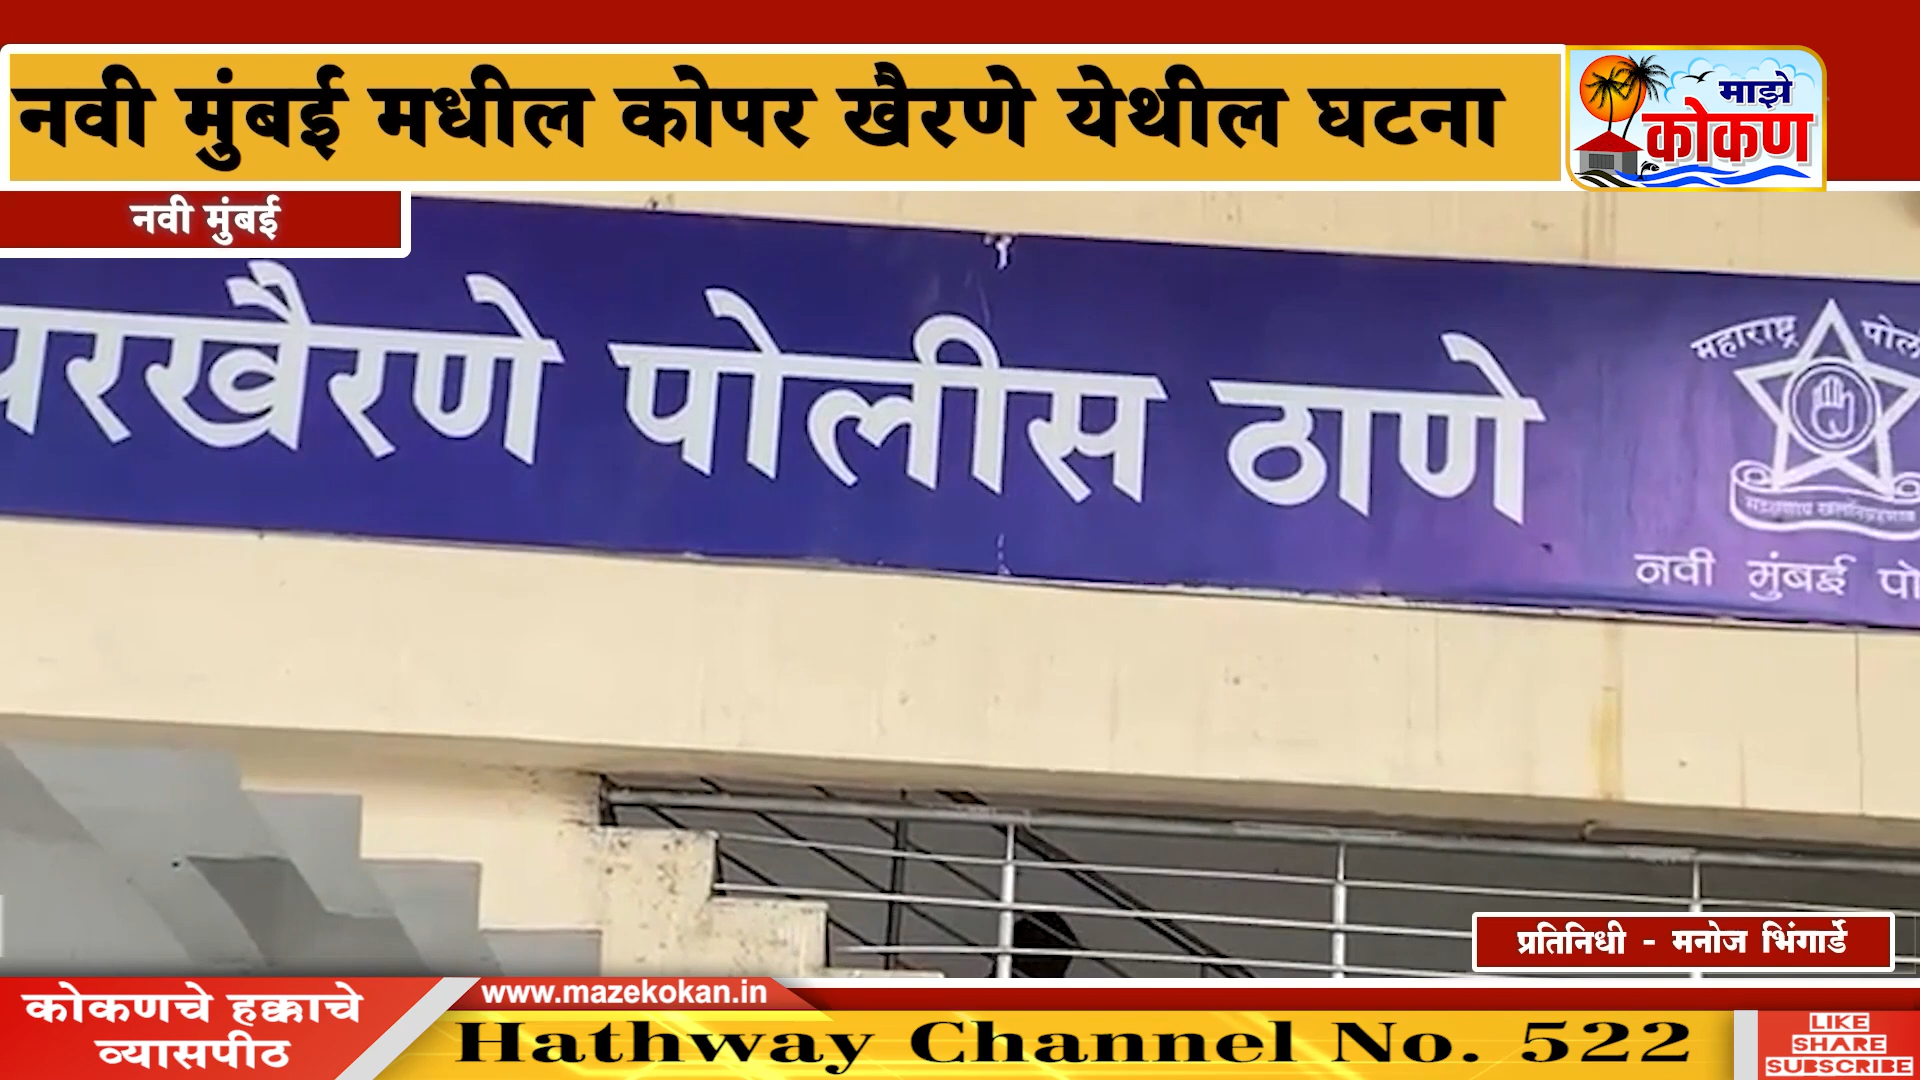 नवी मुंबई मधील कोपर खैरणे येथील घटना
माझे
कोकण
नवी मुंबई
परखैरणे पोलीस ठाणे
महाराष्ट्र पोल
नवी मुंबई पो
प्रतिनिधी - मनोज भिंगार्डे
कोकणचे हक्काचे
व्यासपीठ
www.mazekokan.in
Hathway Channel No. 522
LIKE
SHARE
SUBSCRIBE